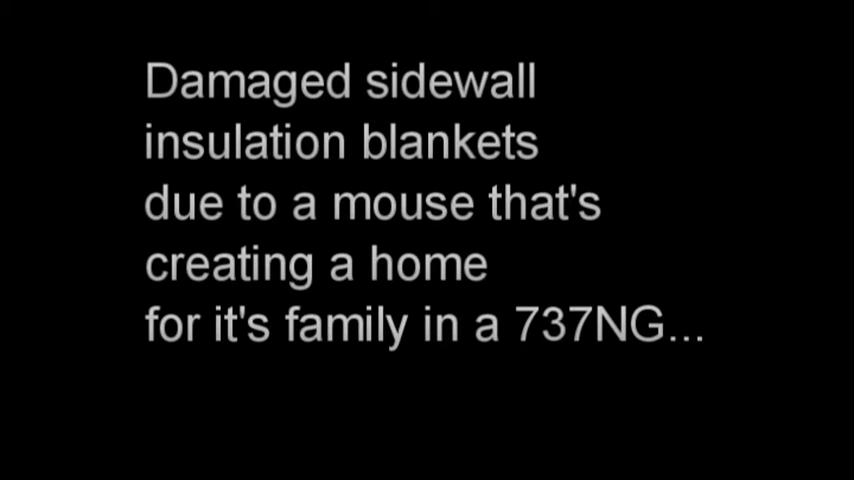 Damaged sidewall
insulation blankets
due to a mouse that's
creating a home
for it's family in a 737NG...